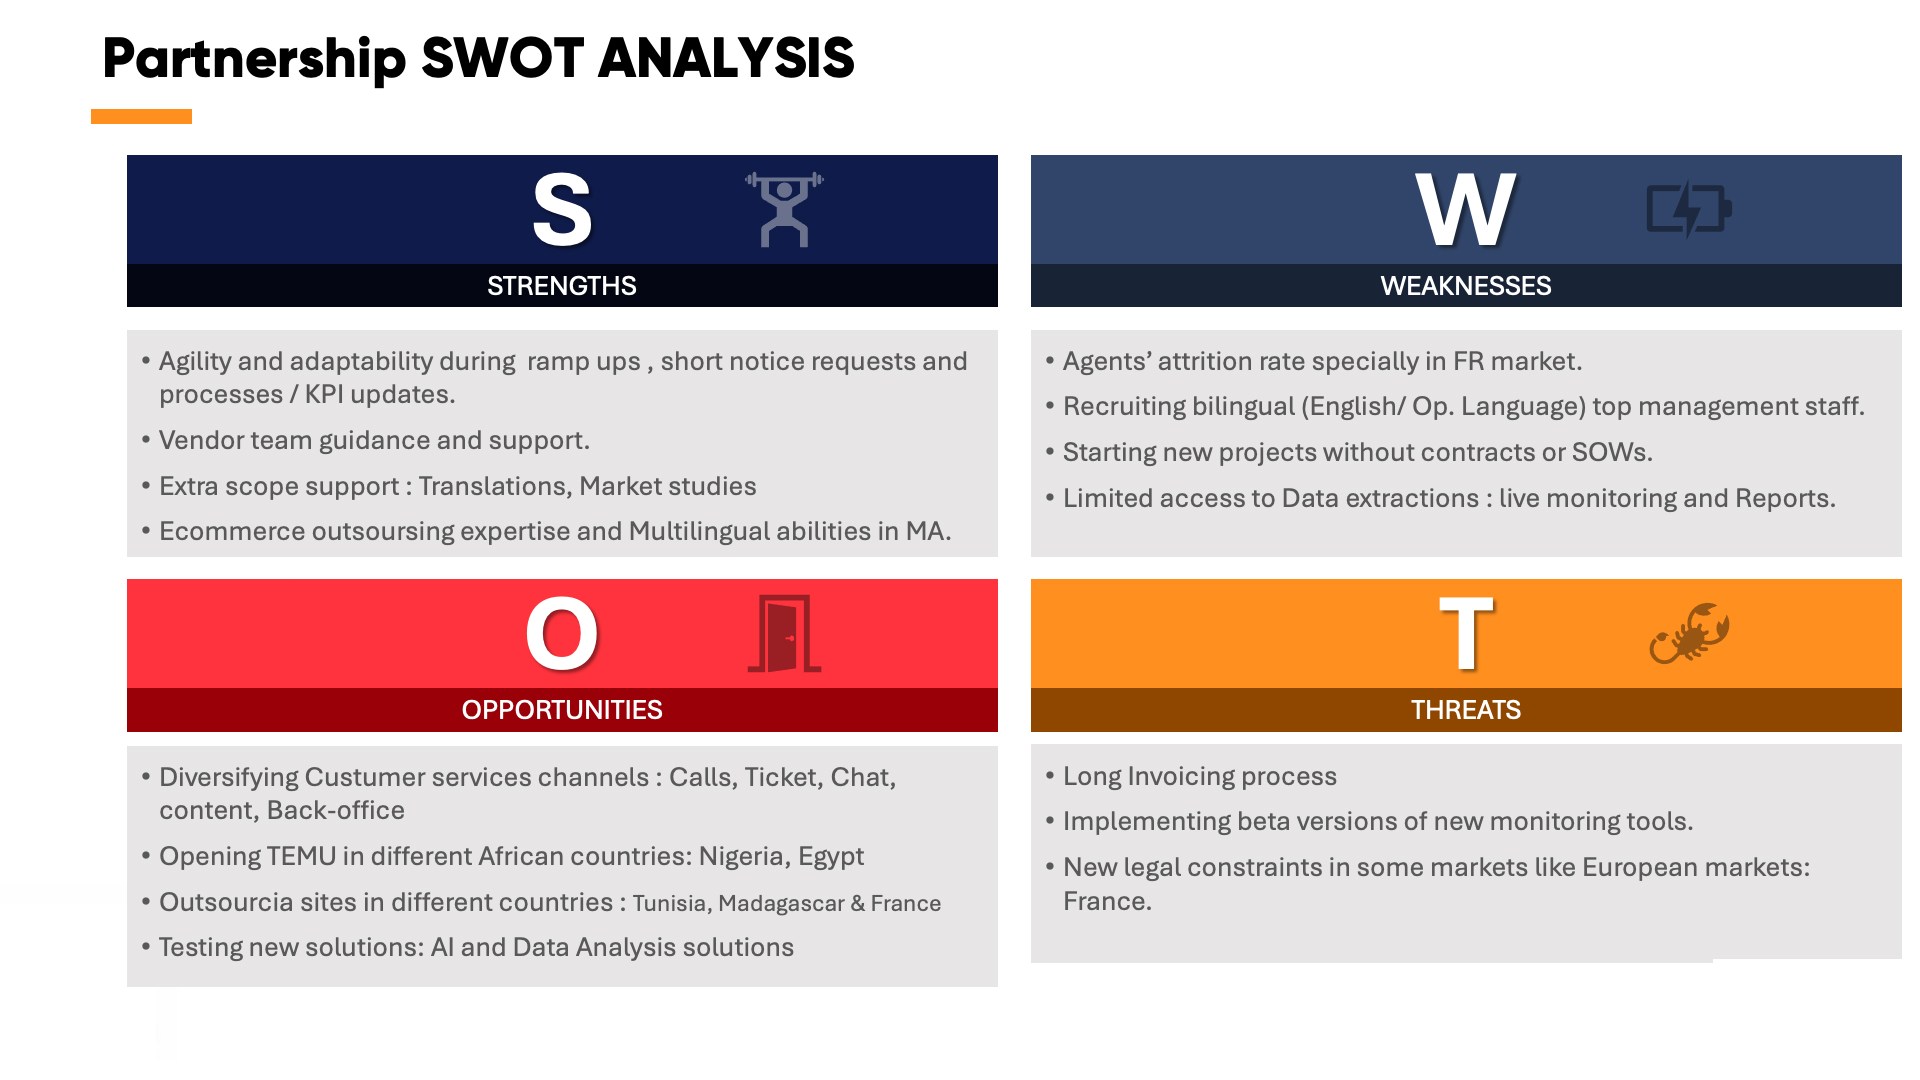 Partnership SWOT ANALYSIS
S
STRENGTHS
• Agility and adaptability during  ramp ups , short notice requests and
processes / KPI updates.
• Vendor team guidance and support.
• Extra scope support : Translations, Market studies
• Ecommerce outsoursing expertise and Multilingual abilities in MA.
W
WEAKNESSES
• Agents’ attrition rate specially in FR market.
• Recruiting bilingual (English/ Op. Language) top management staff.
• Starting new projects without contracts or SOWs.
• Limited access to Data extractions : live monitoring and Reports.
O
OPPORTUNITIES
• Diversifying Custumer services channels : Calls, Ticket, Chat,
content, Back-office
• Opening TEMU in different African countries: Nigeria, Egypt
• Outsourcia sites in different countries : Tunisia, Madagascar & France
• Testing new solutions: AI and Data Analysis solutions
T
THREATS
• Long Invoicing process
• Implementing beta versions of new monitoring tools.
• New legal constraints in some markets like European markets:
France.